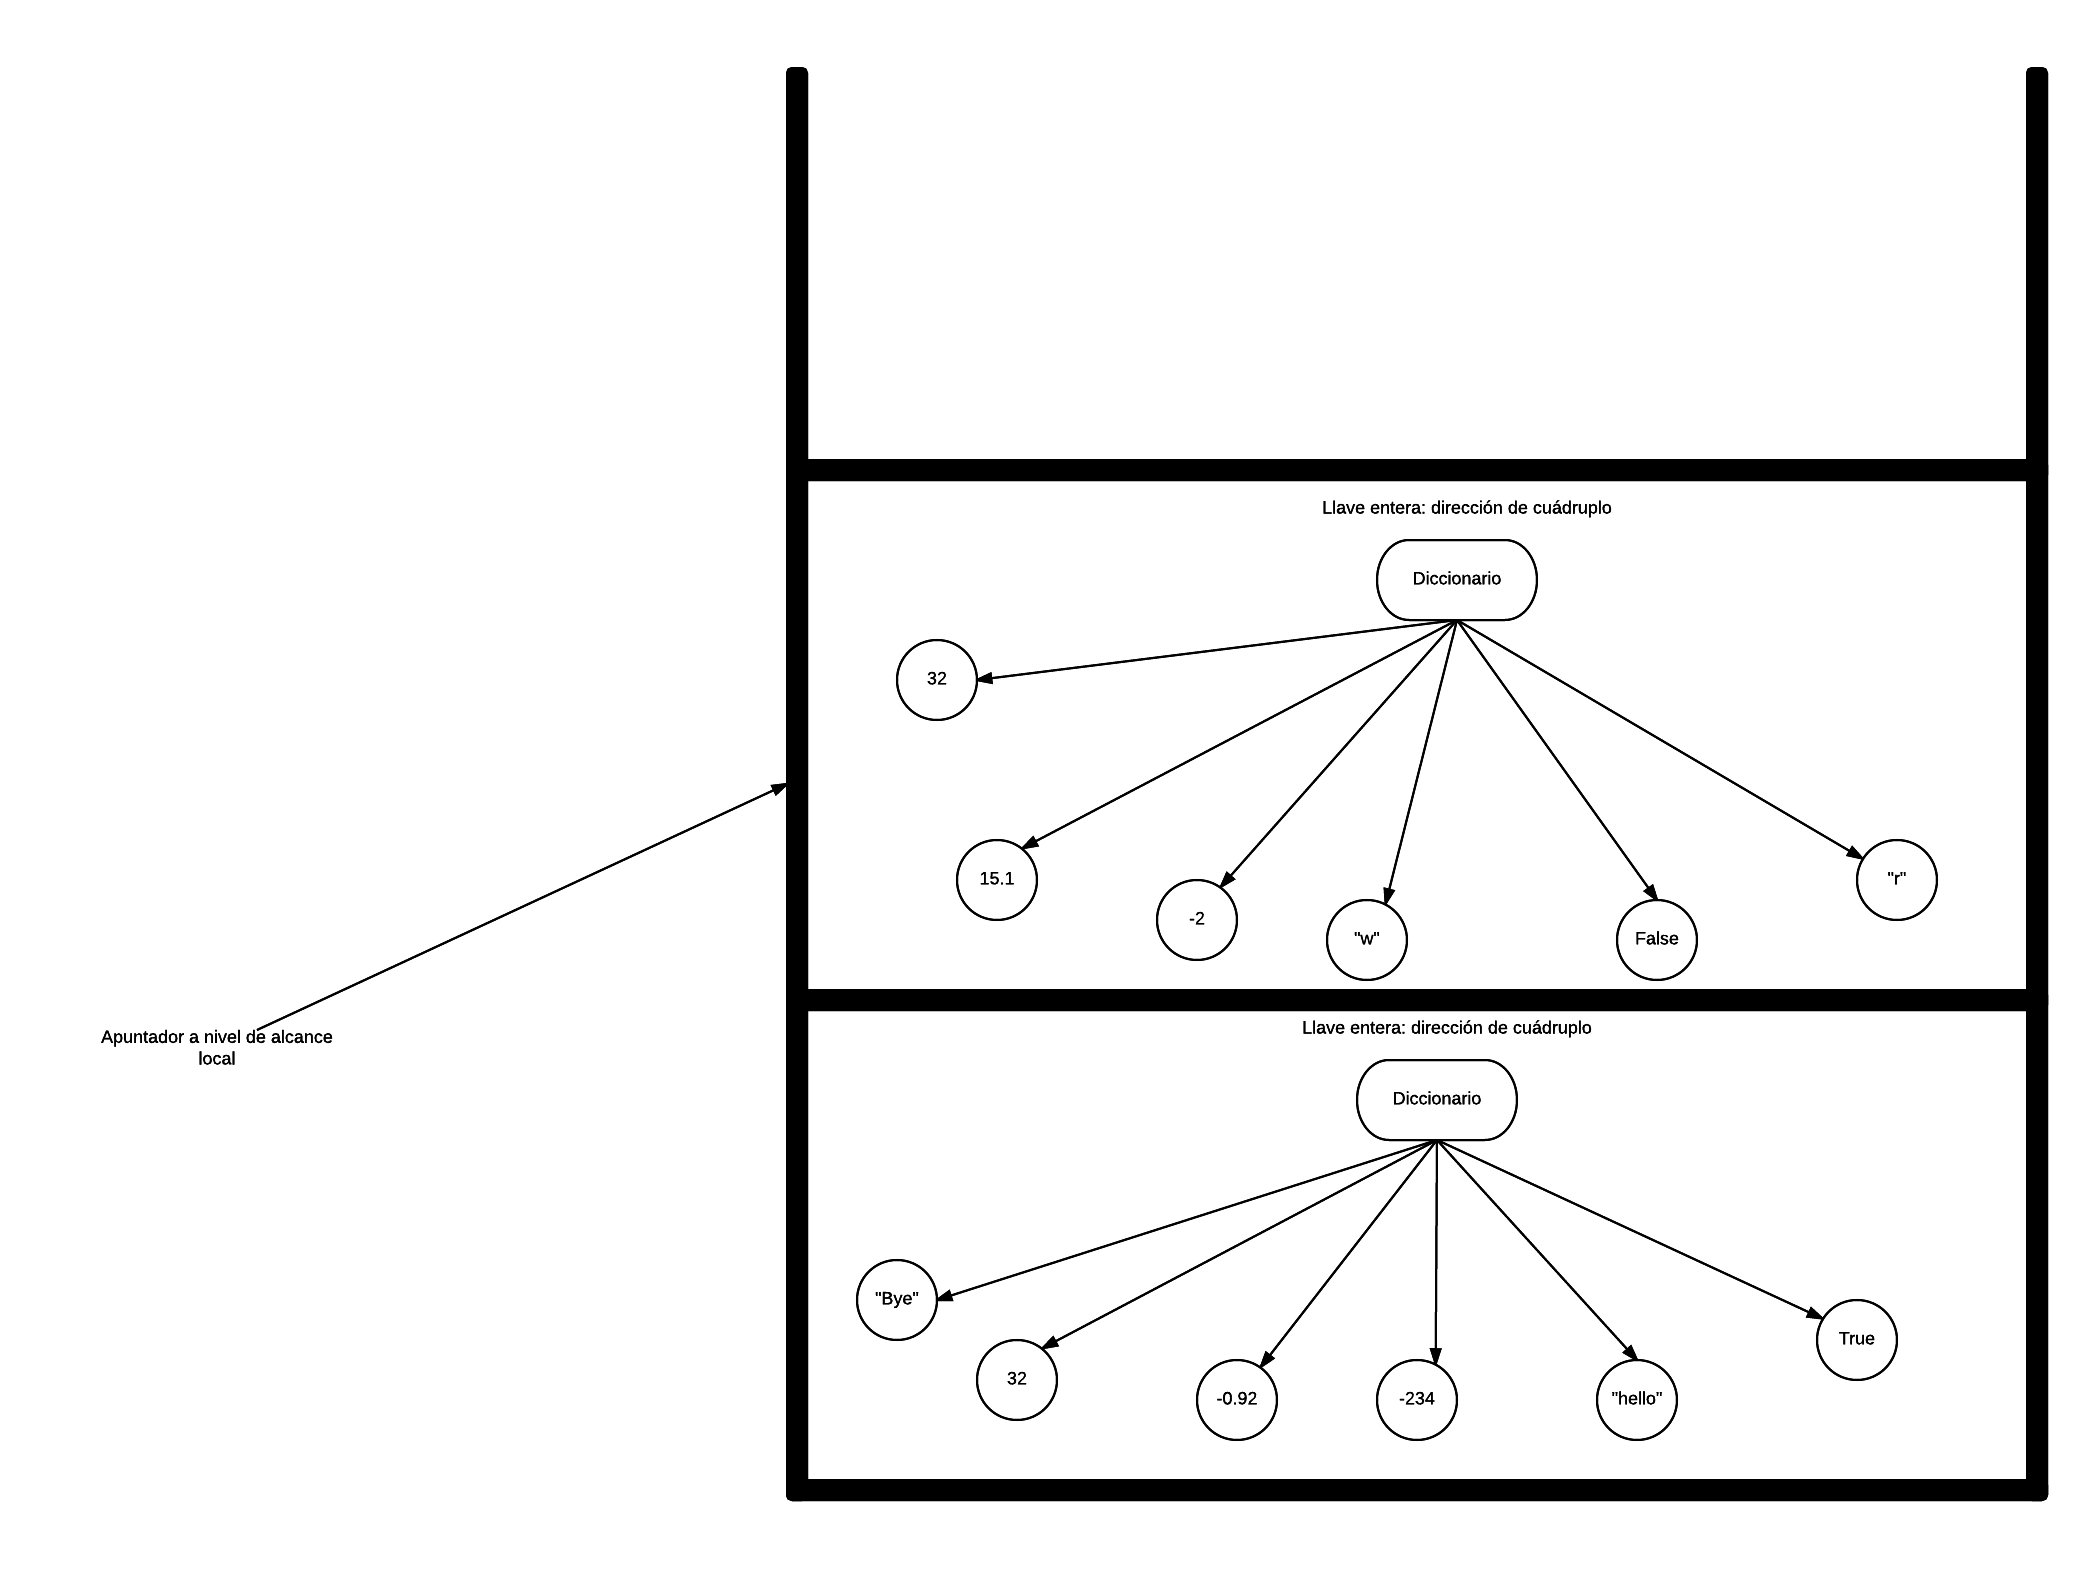 Llave entera: dirección de cuádruplo
Diccionario
32
15.1
-2
"w"
False
"r"
Apuntador a nivel de alcance
local
Llave entera: dirección de cuádruplo
Diccionario
"Bye"
32
-0.92
-234
"hello"
True